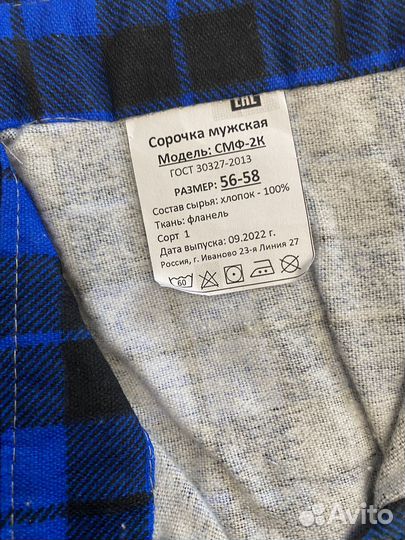 EAC
Сорочка мужская
Модель: СМФ-2К
ГОСТ 30327-2013
РАЗМЕР: 56-58
Состав сырья: хлопок - 100%
Ткань: фланель
Сорт 1
Дата выпуска: 09.2022 г.
Россия, г. Иваново 23-я Линия 27
60
Avito